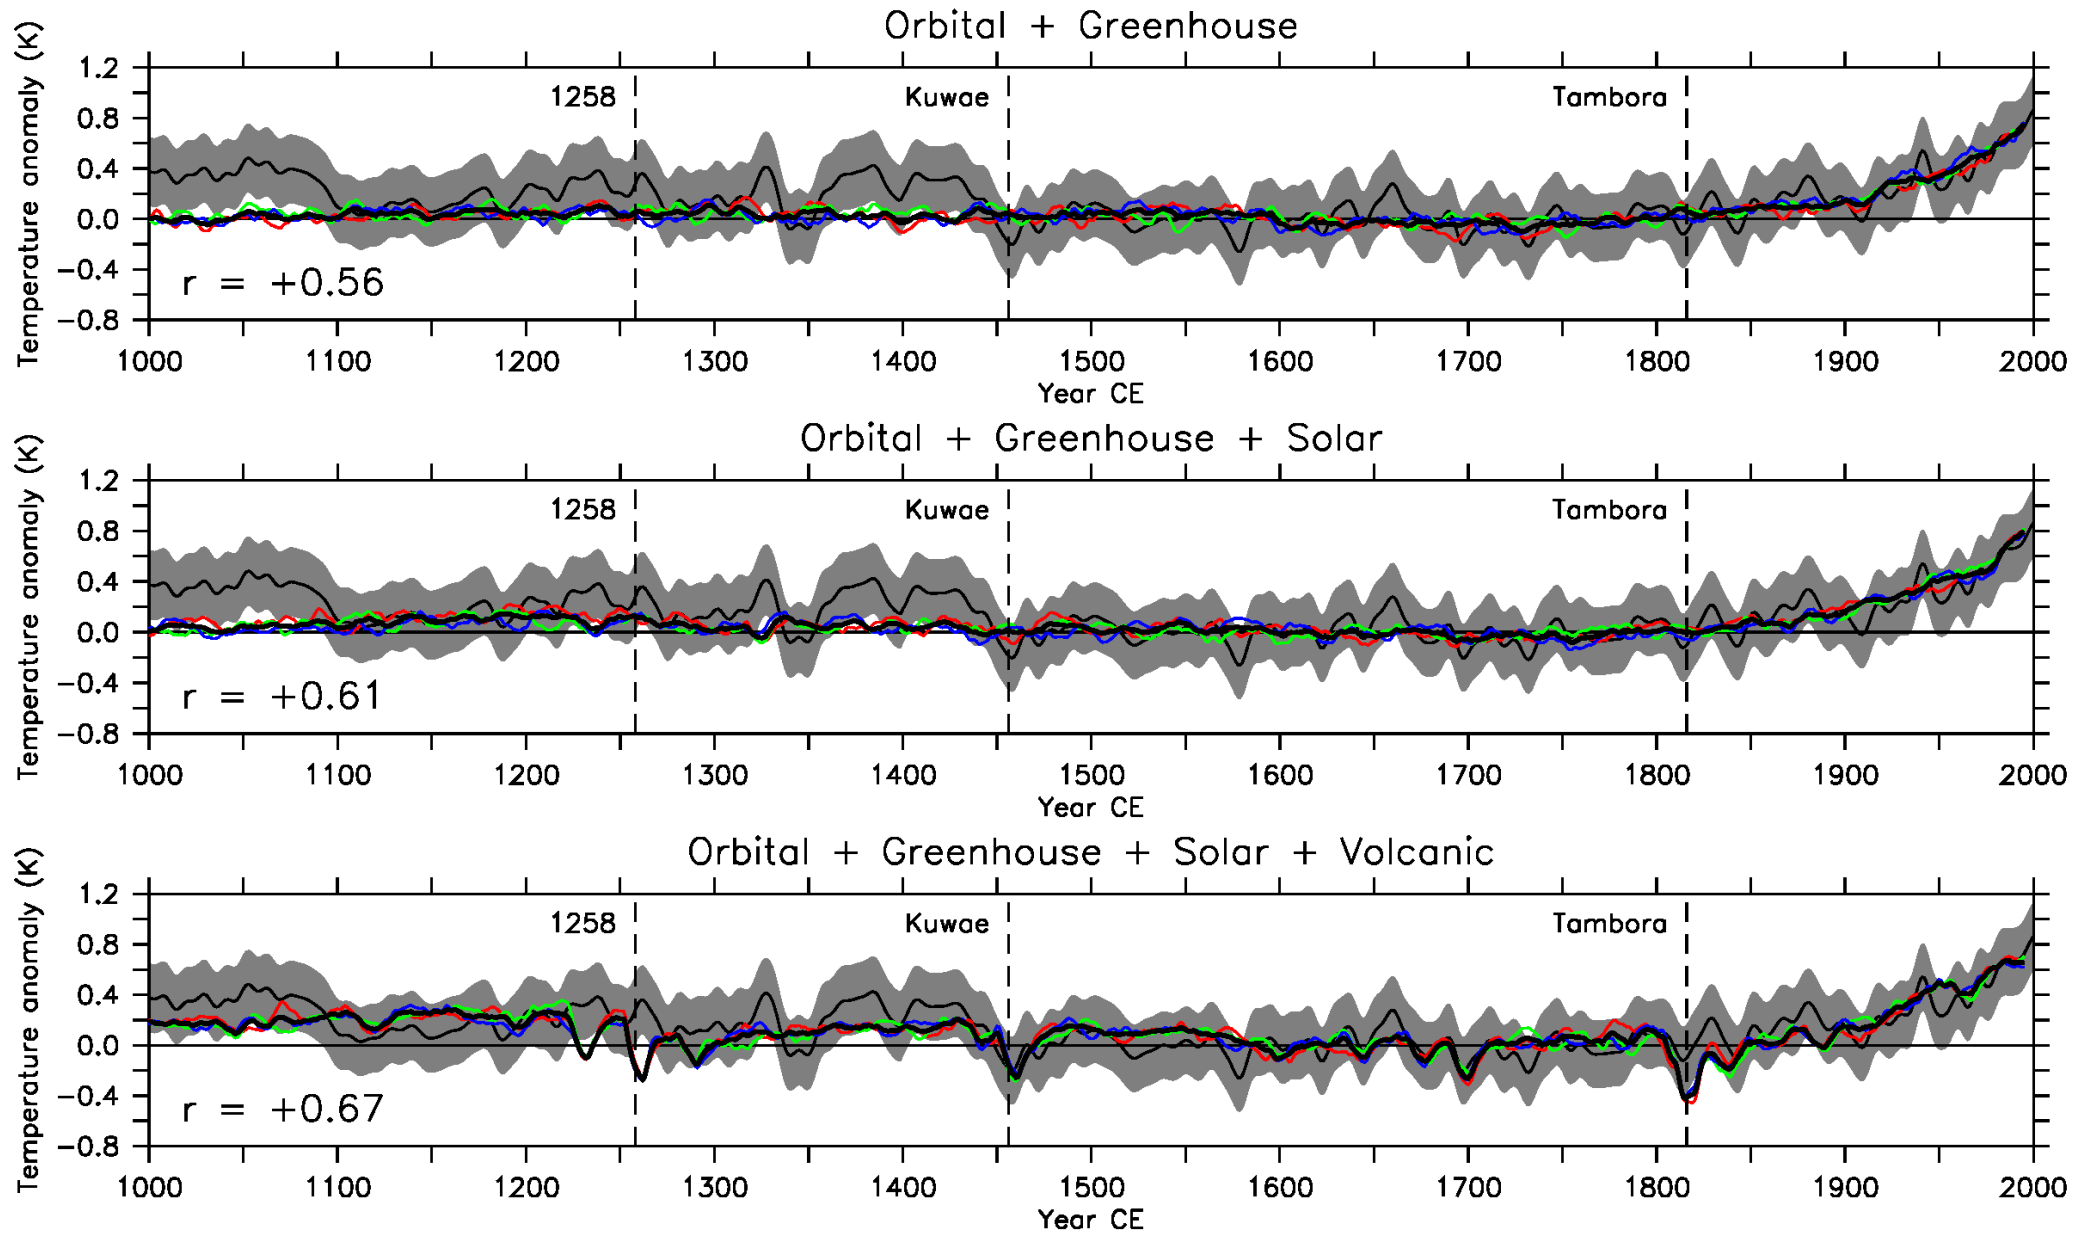 Orbital + Greenhouse
Temperature anomaly (K)
1.2
0.8
0.4
0.0
−0.4
−0.8
1258
Kuwae
Tambora
r = +0.56
1000 1100 1200 1300 1400 1500 1600 1700 1800 1900 2000
Year CE
Orbital + Greenhouse + Solar
Temperature anomaly (K)
1.2
0.8
0.4
0.0
−0.4
−0.8
1258
Kuwae
Tambora
r = +0.61
1000 1100 1200 1300 1400 1500 1600 1700 1800 1900 2000
Year CE
Orbital + Greenhouse + Solar + Volcanic
Temperature anomaly (K)
1.2
0.8
0.4
0.0
−0.4
−0.8
1258
Kuwae
Tambora
r = +0.67
1000 1100 1200 1300 1400 1500 1600 1700 1800 1900 2000
Year CE